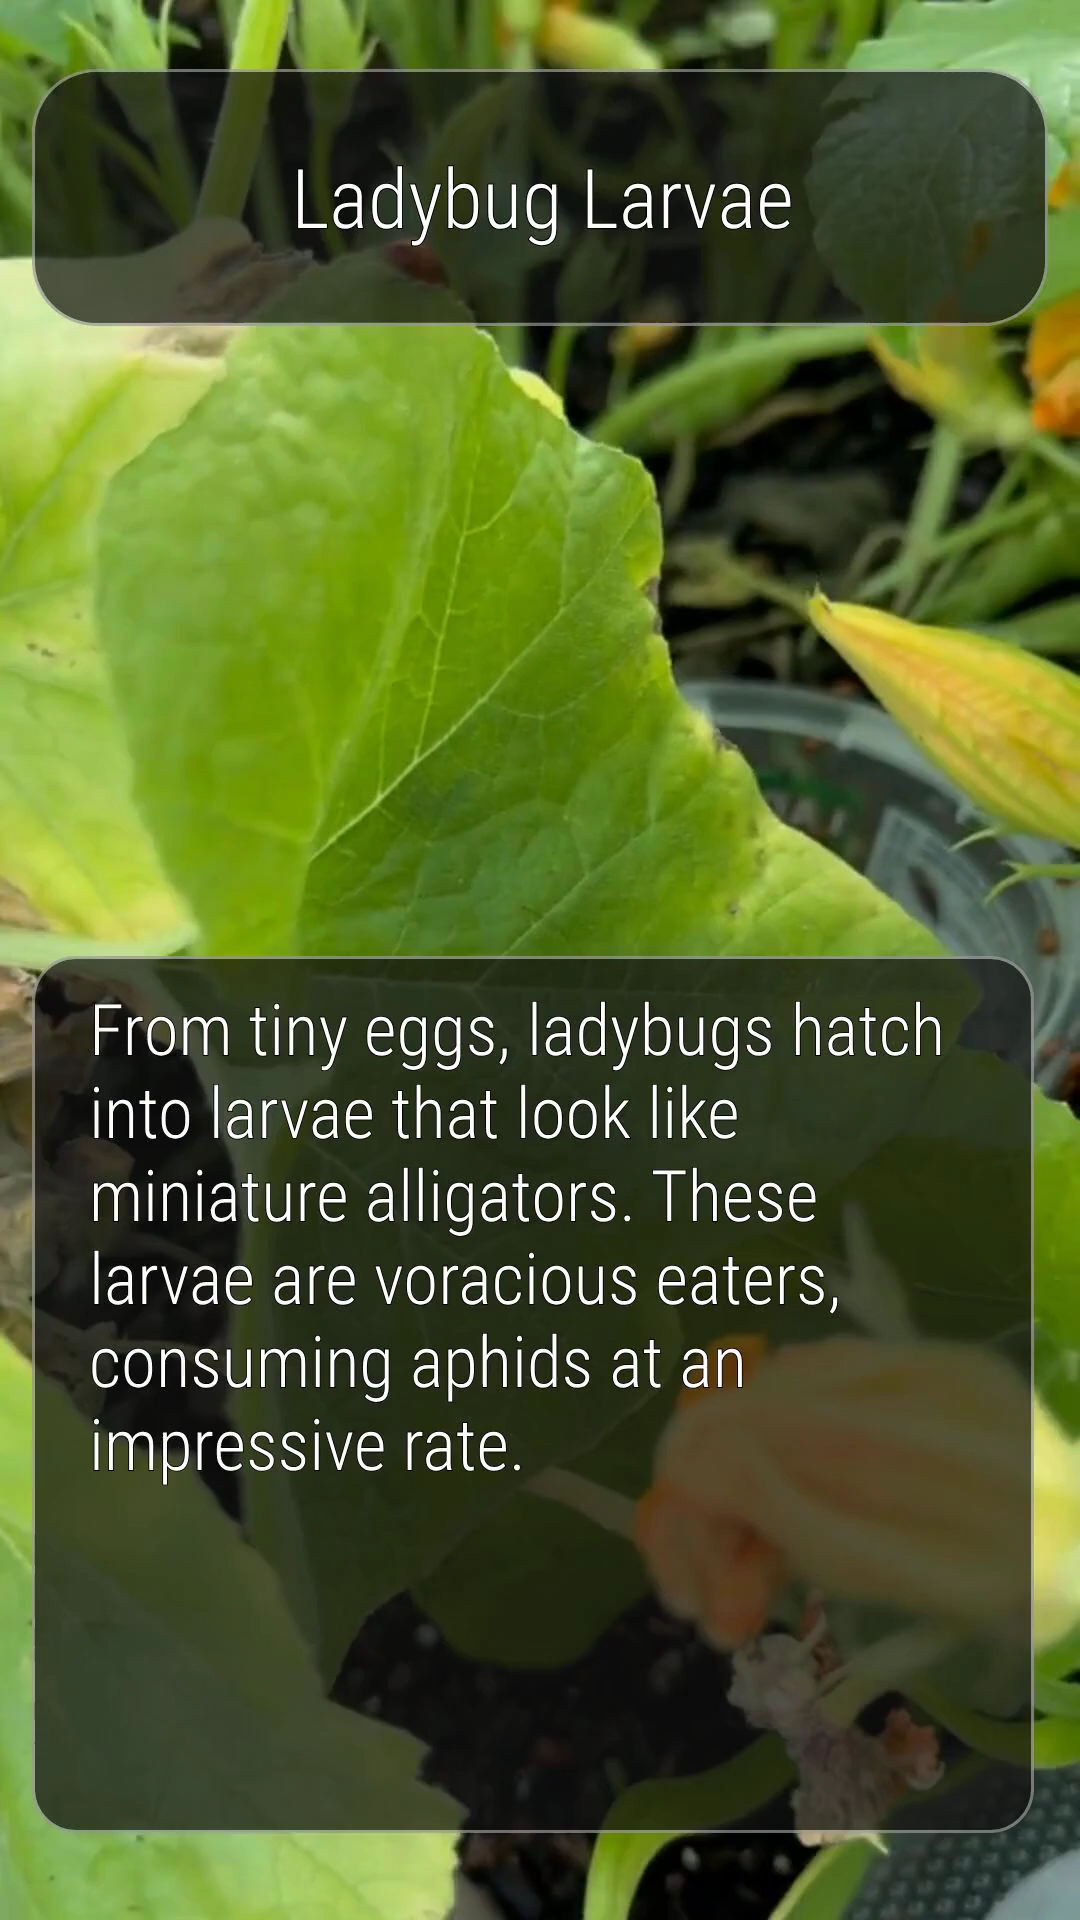 Ladybug Larvae
From tiny eggs, ladybugs hatch
into larvae that look like
miniature alligators. These
larvae are voracious eaters,
consuming aphids at an
impressive rate.